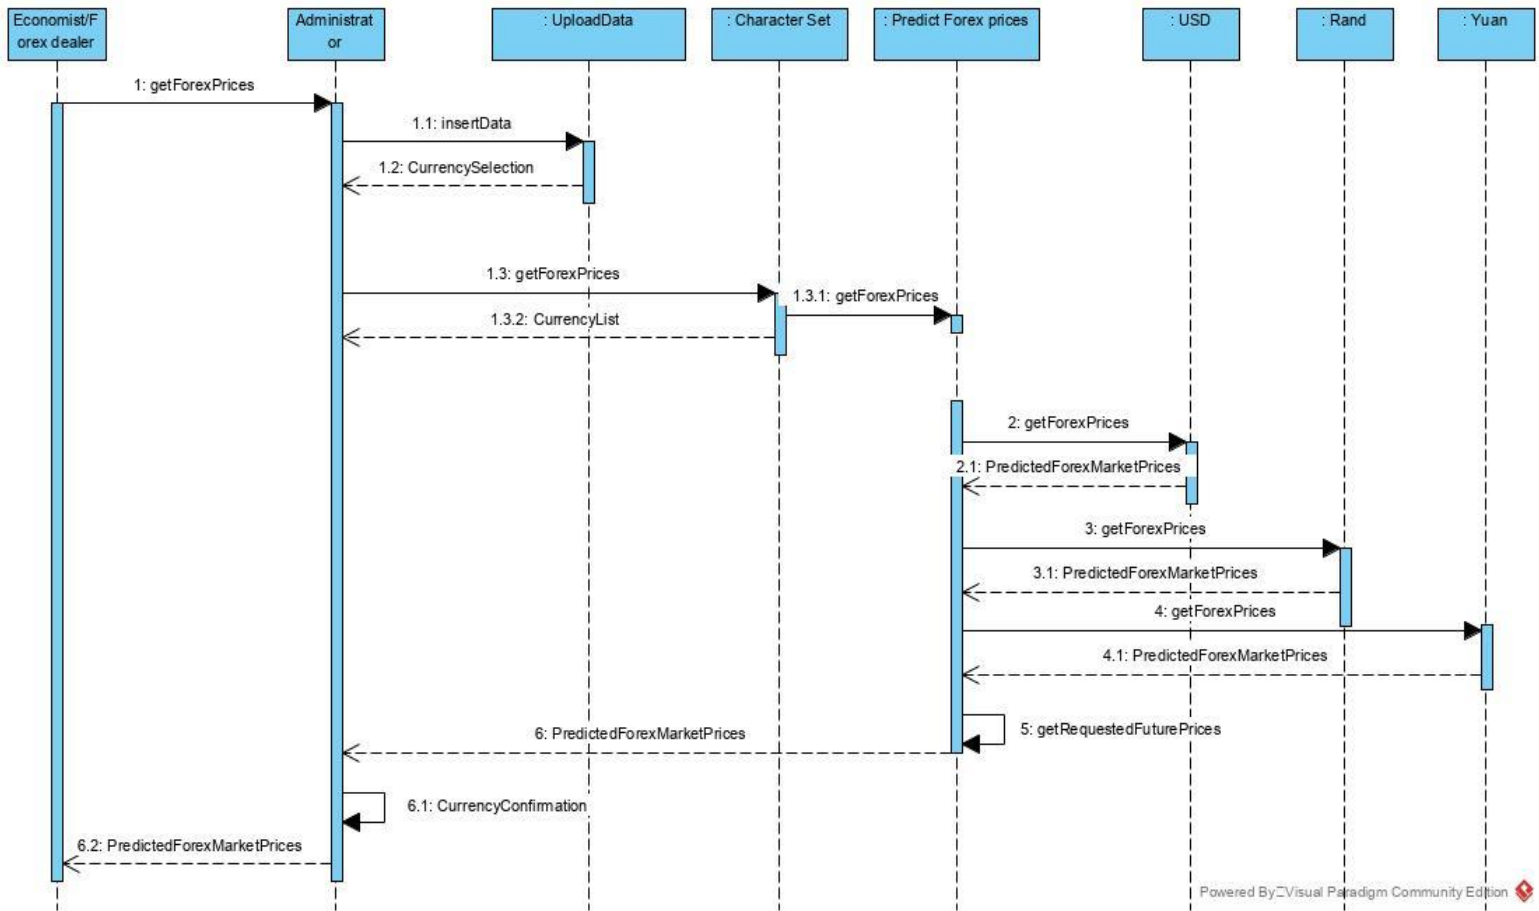 Economist/F
orex dealer
Administrat
or
: UploadData
: Character Set
: Predict Forex prices
: USD
: Rand
: Yuan
1: getForexPrices
1.1: insertData
1.2: CurrencySelection
1.3: getForexPrices
1.3.1: getForexPrices
1.3.2: CurrencyList
2: getForexPrices
2.1: PredictedForexMarketPrices
3: getForexPrices
3.1: PredictedForexMarketPrices
4: getForexPrices
4.1: PredictedForexMarketPrices
5: getRequestedFuturePrices
6: PredictedForexMarketPrices
6.1: CurrencyConfirmation
6.2: PredictedForexMarketPrices
Powered By Visual Paradigm Community Edition